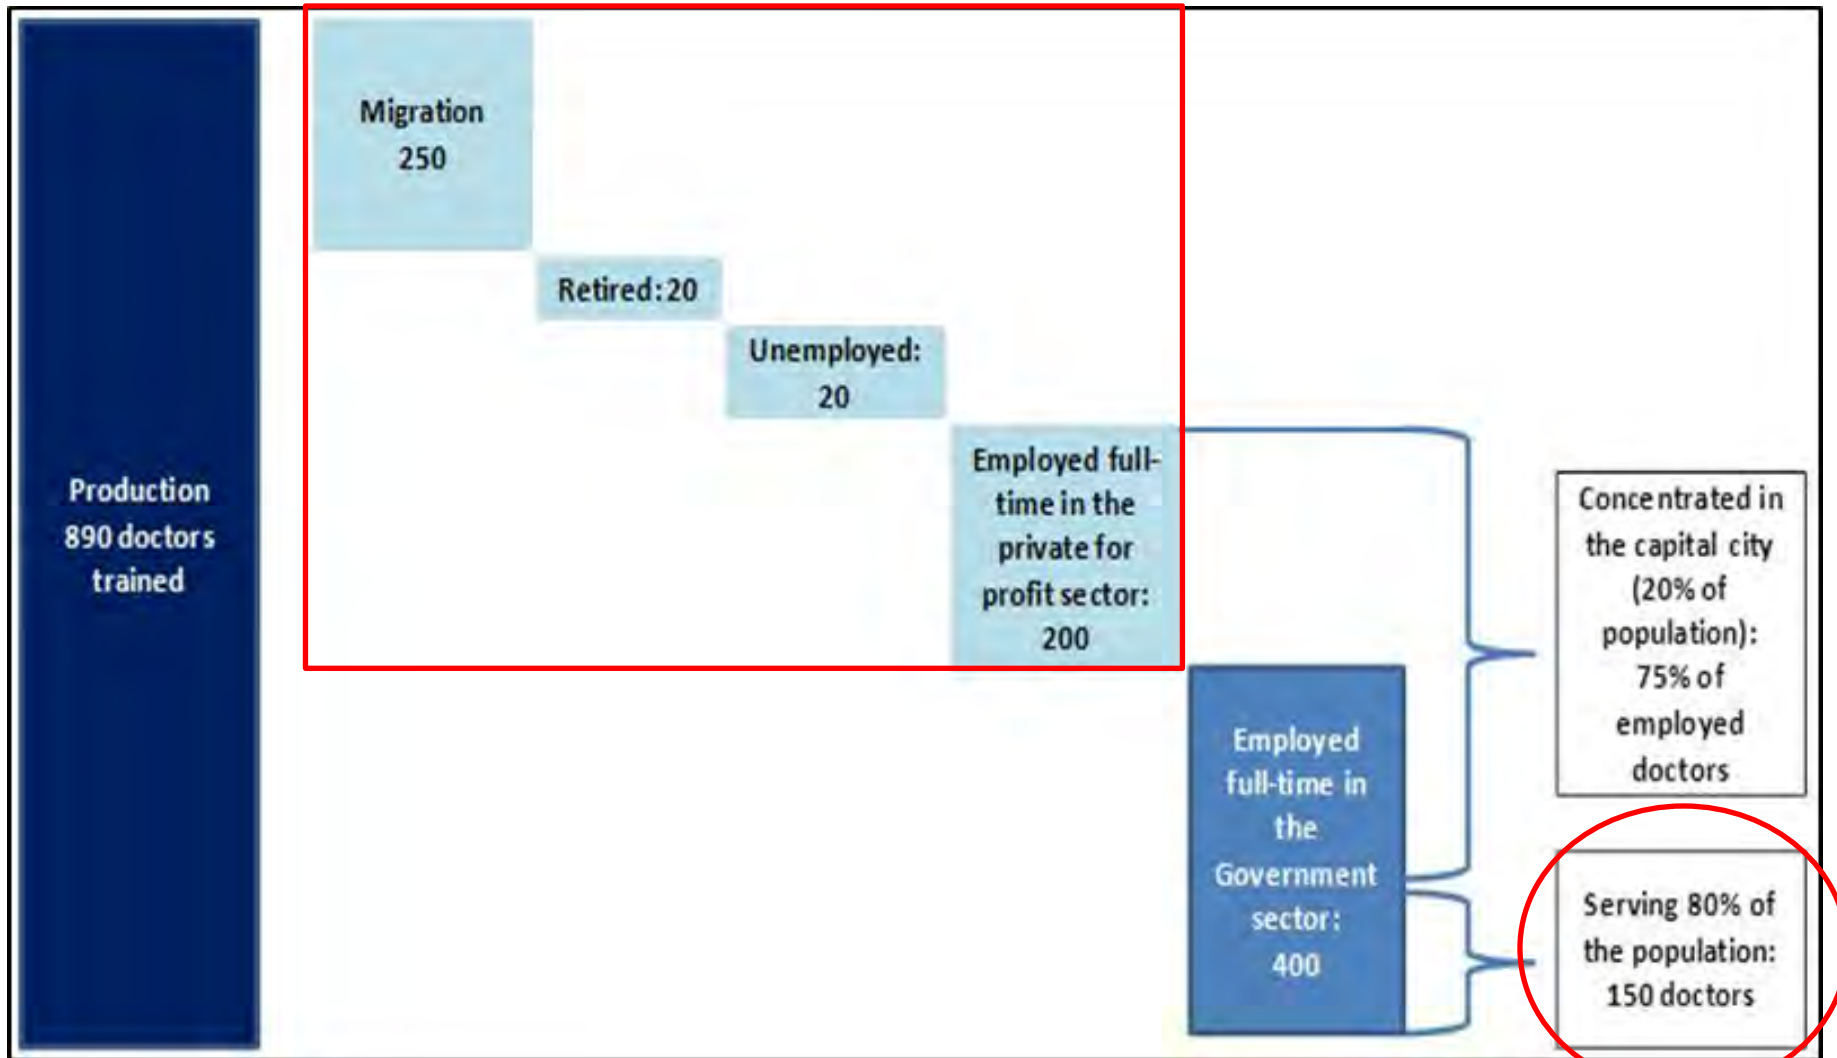 Production
890 doctors
trained
Migration
250
Retired: 20
Unemployed:
20
Employed full-
time in the
private for
profit sector:
200
Employed
full-time in
the
Government
sector:
400
Concentrated in
the capital city
(20% of
population):
75% of
employed
doctors
Serving 80% of
the population:
150 doctors